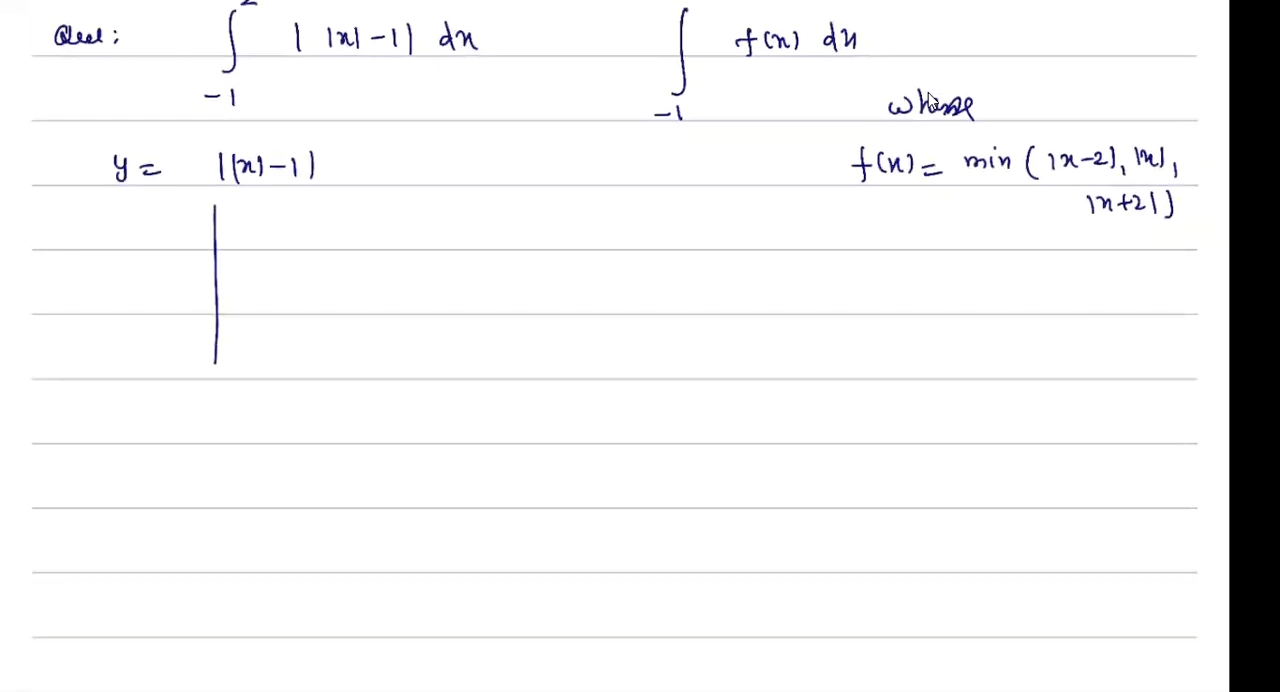 Ques: ∫ | |x| - 1| dx
-1
∫ f(x) dx
-1
where
y = ||x| - 1|
f(x) = min (|x-2|, |x|,
|x+2|)